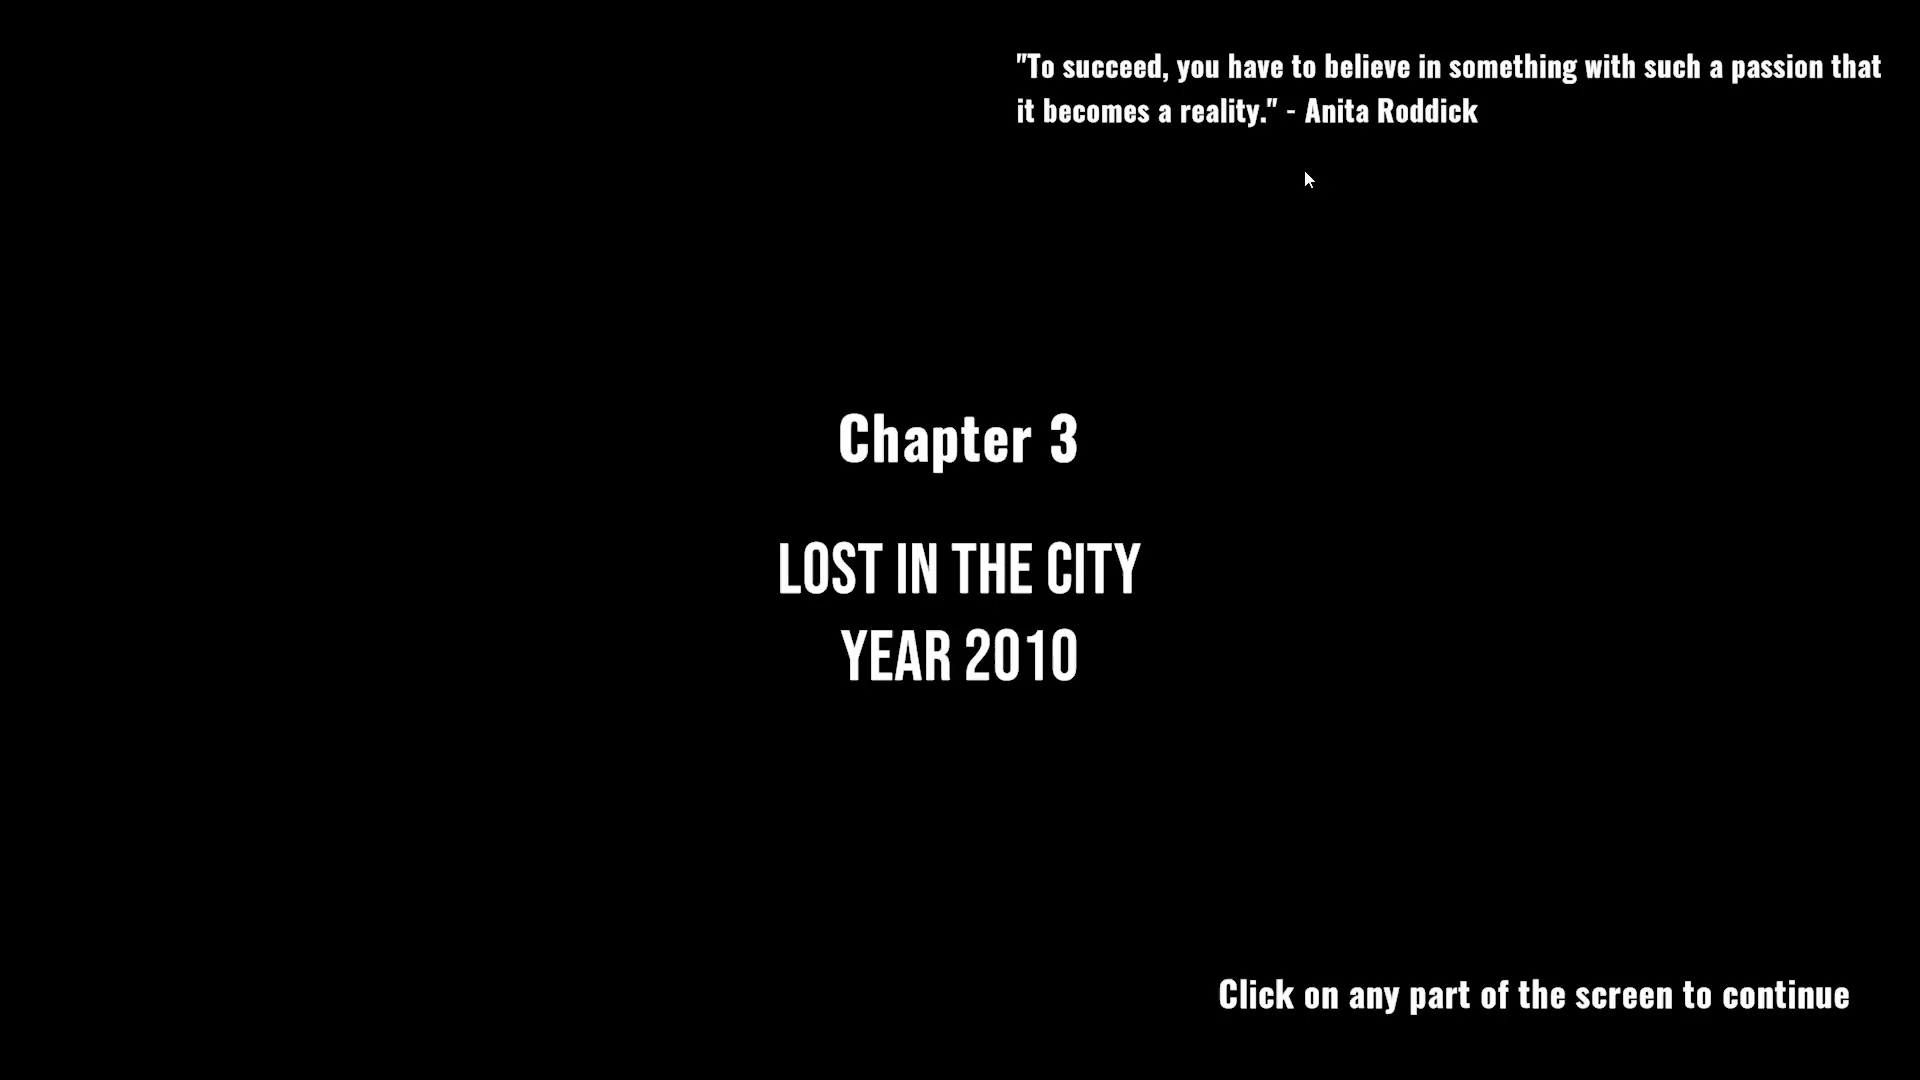 "To succeed, you have to believe in something with such a passion that
it becomes a reality." - Anita Roddick
Chapter 3
LOST IN THE CITY
YEAR 2010
Click on any part of the screen to continue